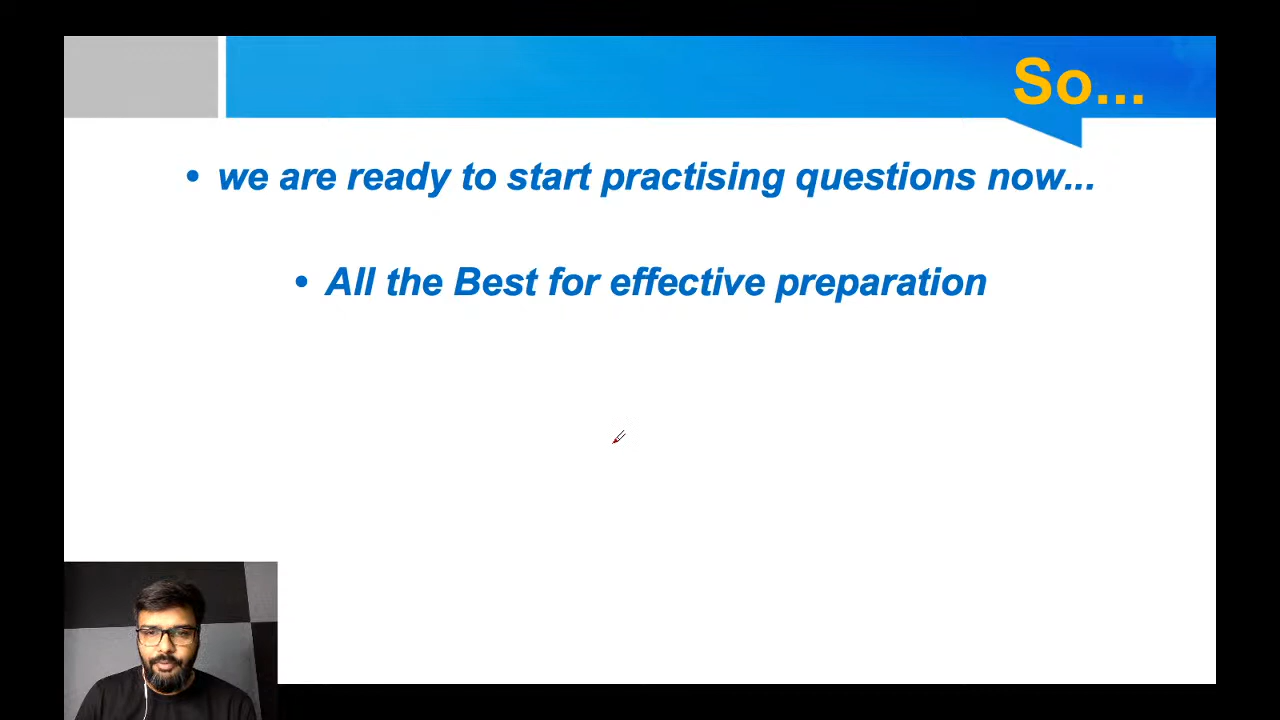 So...
• we are ready to start practising questions now...
• All the Best for effective preparation